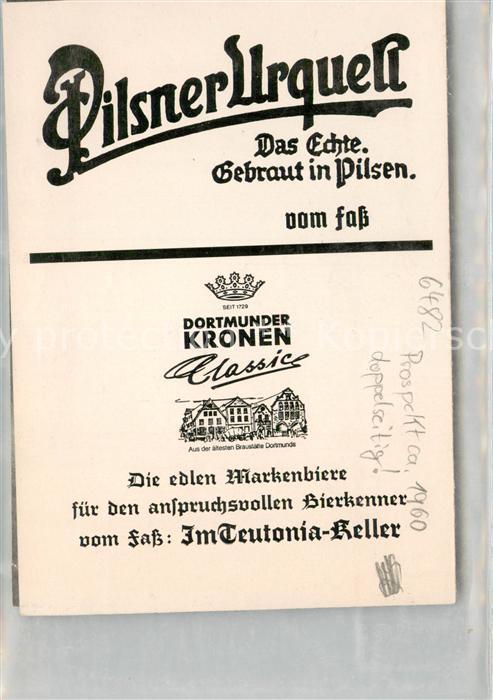 Pilsner Urquell
Das Echte.
Gebraut in Pilsen.
vom Faß
SEIT 1729
DORTMUNDER
KRONEN
Classic
Aus der ältesten Braustätte Dortmunds
Die edlen Markenbiere
für den anspruchsvollen Bierkenner
vom Faß: Im Teutonia-Keller
6482 Prospekt ca. 1960
doppelseitig!